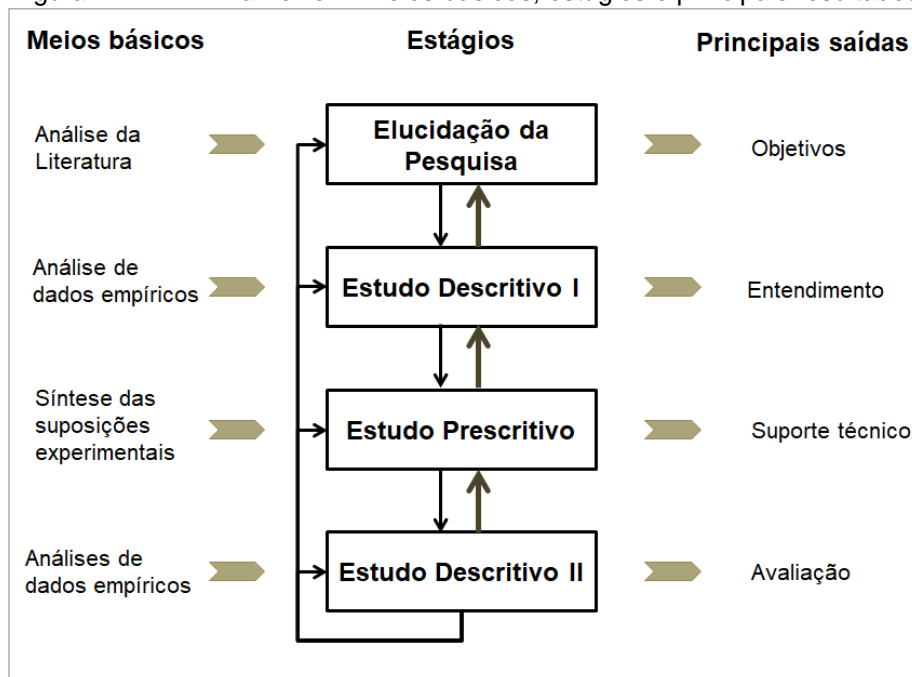 Meios básicos Estágios Principais saídas
Análise da
Literatura
Elucidação da
Pesquisa
Objetivos
Análise de
dados empíricos
Estudo Descritivo I
Entendimento
Síntese das
suposições
experimentais
Estudo Prescritivo
Suporte técnico
Análises de
dados empíricos
Estudo Descritivo II
Avaliação